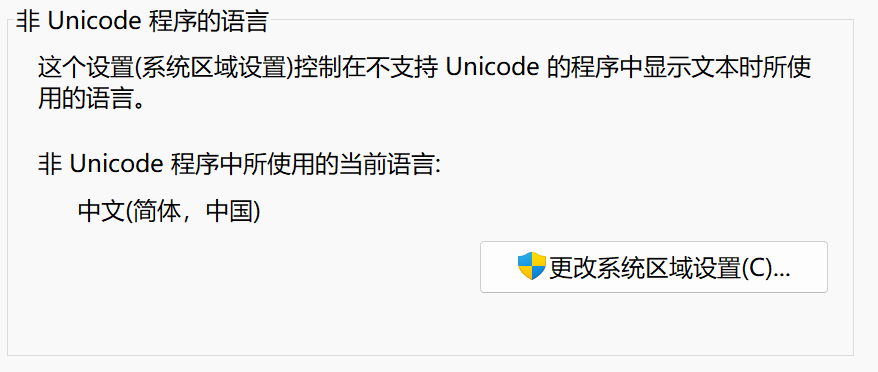 非 Unicode 程序的语言
这个设置(系统区域设置)控制在不支持 Unicode 的程序中显示文本时所使
用的语言。
非 Unicode 程序中所使用的当前语言:
中文(简体，中国)
更改系统区域设置(C)...